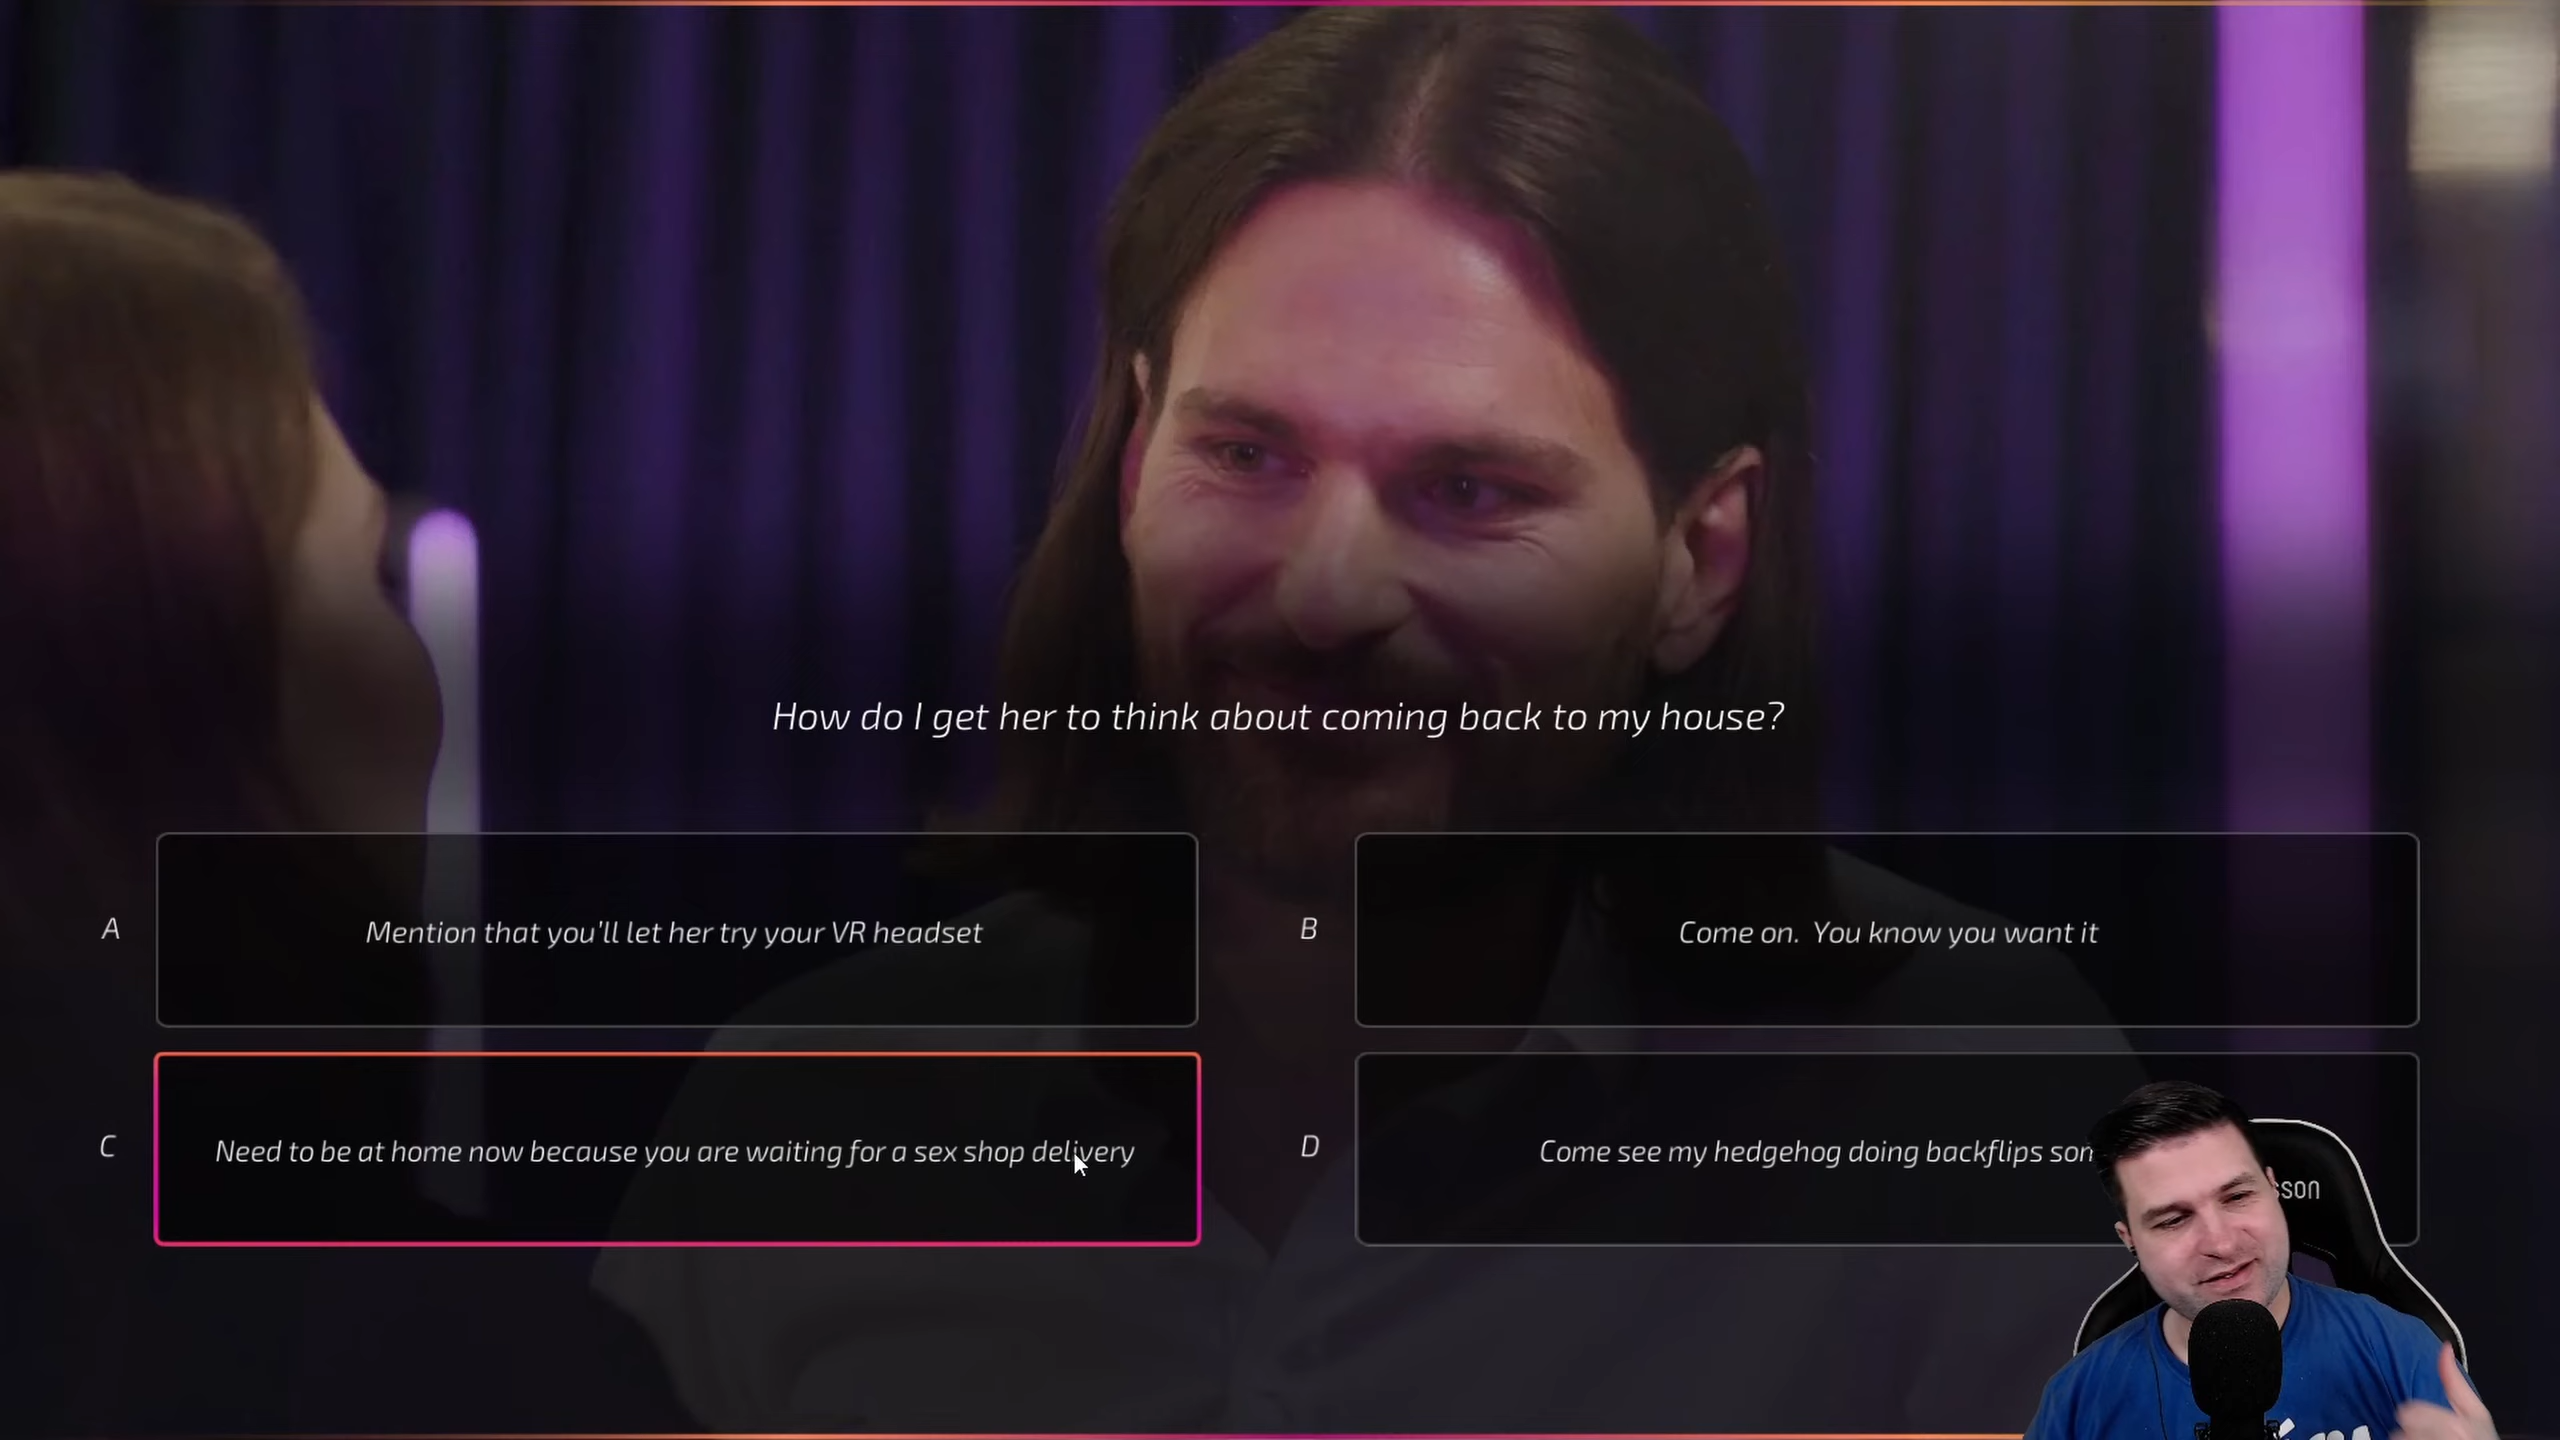 How do I get her to think about coming back to my house?
A
Mention that you'll let her try your VR headset
B
Come on. You know you want it
C
Need to be at home now because you are waiting for a sex shop delivery
D
Come see my hedgehog doing backflips